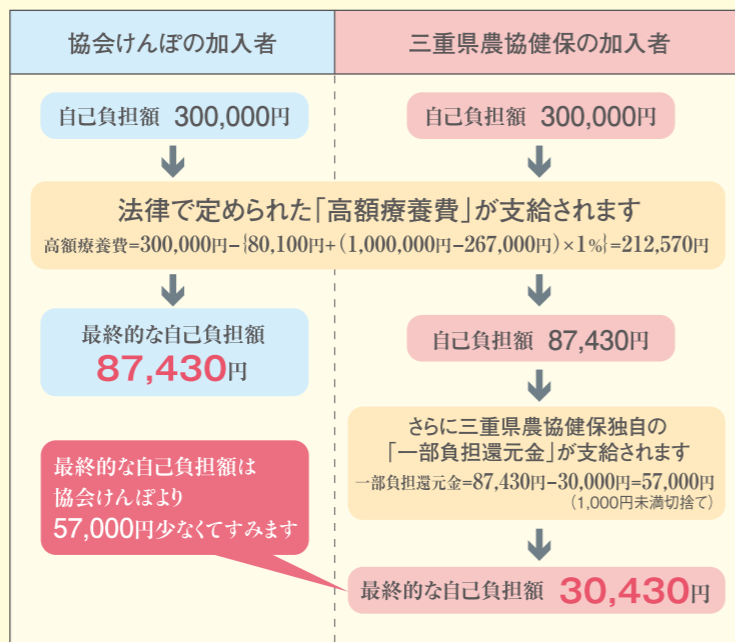 協会けんぽの加入者
三重県農協健保の加入者
自己負担額 300,000円
自己負担額 300,000円
法律で定められた「高額療養費」が支給されます
高額療養費=300,000円−{80,100円+(1,000,000円−267,000円)×1%}=212,570円
最終的な自己負担額
87,430円
自己負担額 87,430円
さらに三重県農協健保独自の
「一部負担還元金」が支給されます
一部負担還元金=87,430円−30,000円=57,000円
(1,000円未満切捨て)
最終的な自己負担額は
協会けんぽより
57,000円少なくてすみます
最終的な自己負担額 30,430円